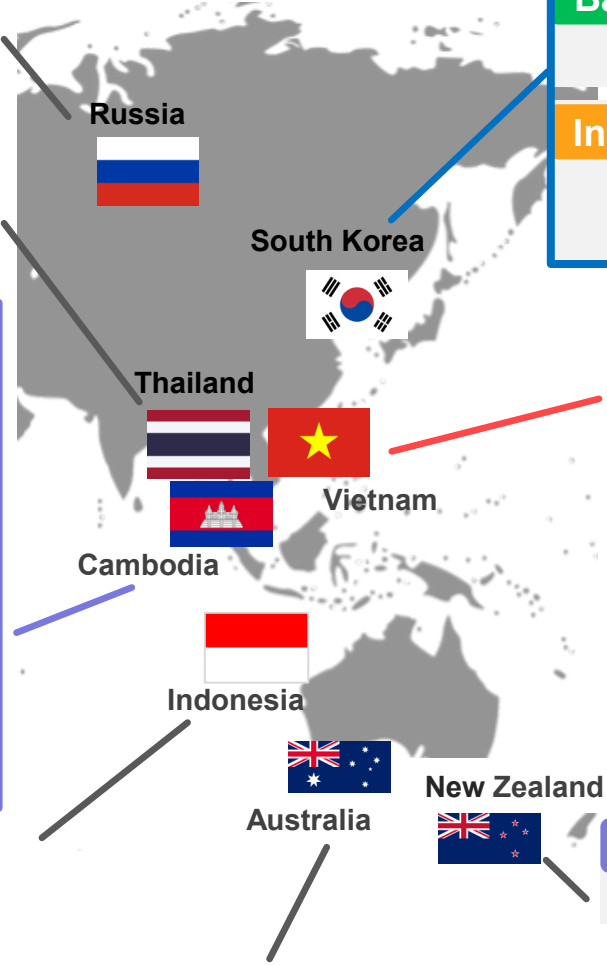 Russia
South Korea
Thailand
Vietnam
Cambodia
Indonesia
Australia
New Zealand